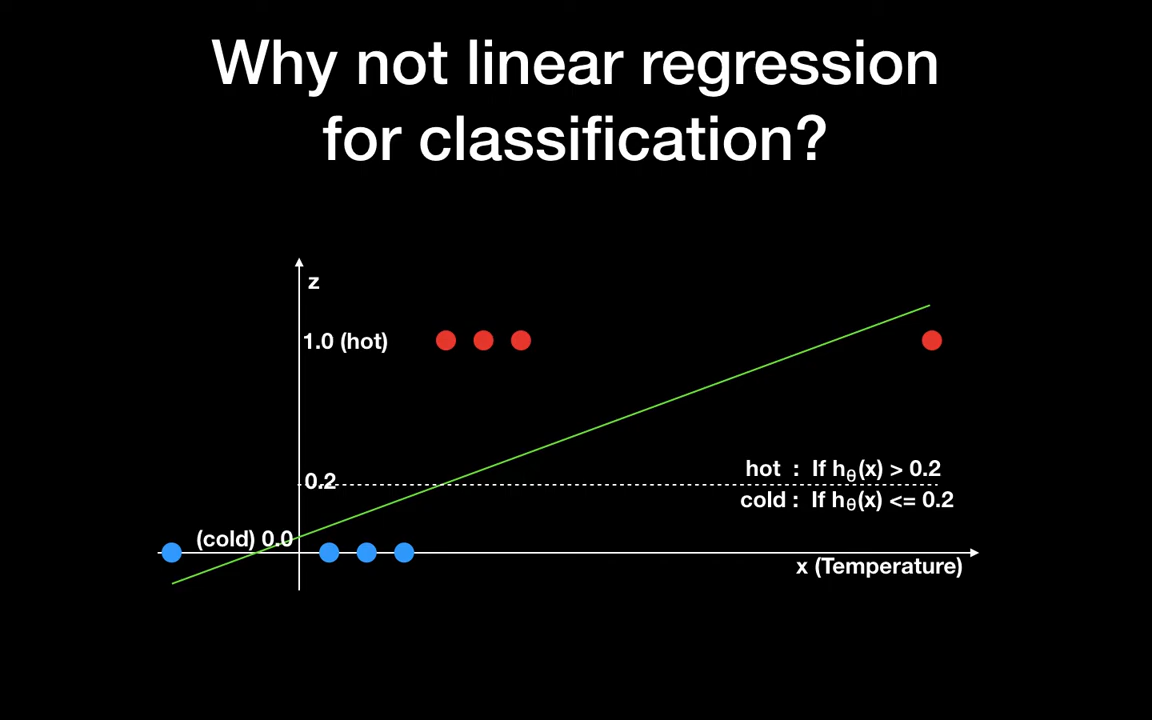 Why not linear regression
for classification?
z
1.0 (hot)
0.2
hot : If hθ(x) > 0.2
cold : If hθ(x) <= 0.2
(cold) 0.0
x (Temperature)